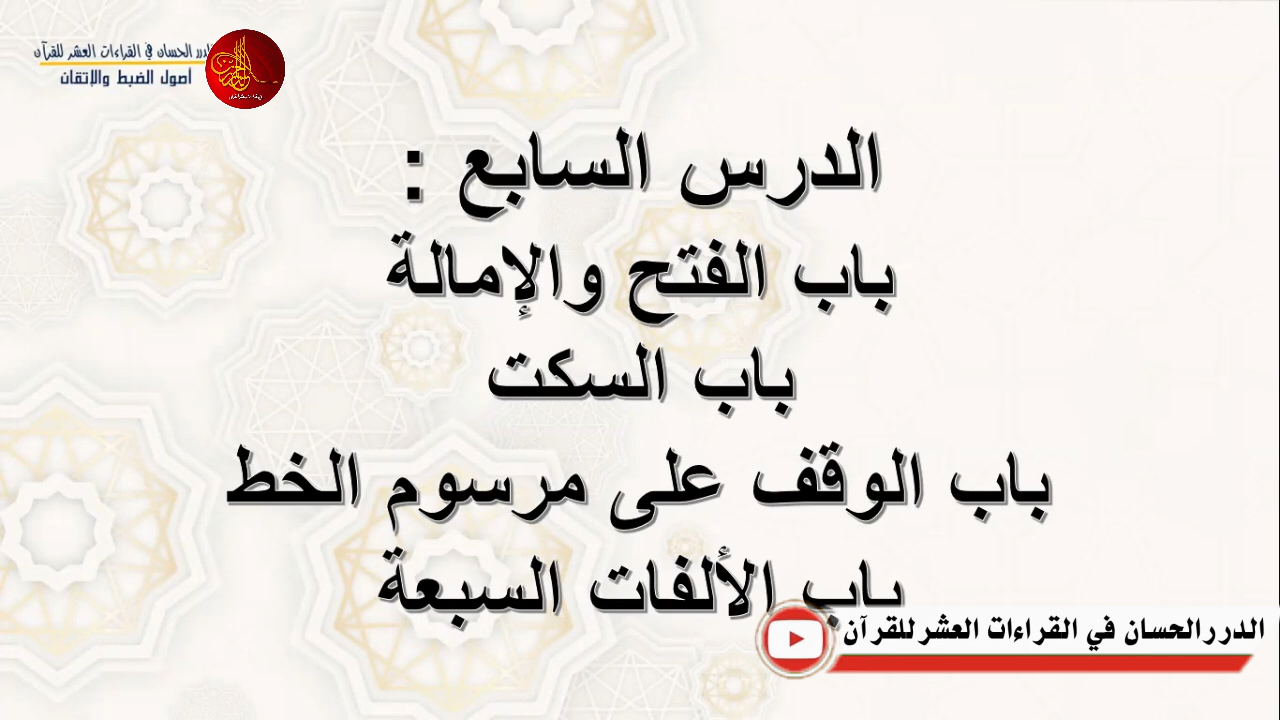 الدرر الحسان في القراءات العشر للقرآن
أصول الضبط والإتقان
الدرس السابع :
باب الفتح والإمالة
باب السكت
باب الوقف على مرسوم الخط
باب الألفات السبعة
الدرر الحسان في القراءات العشر للقرآن